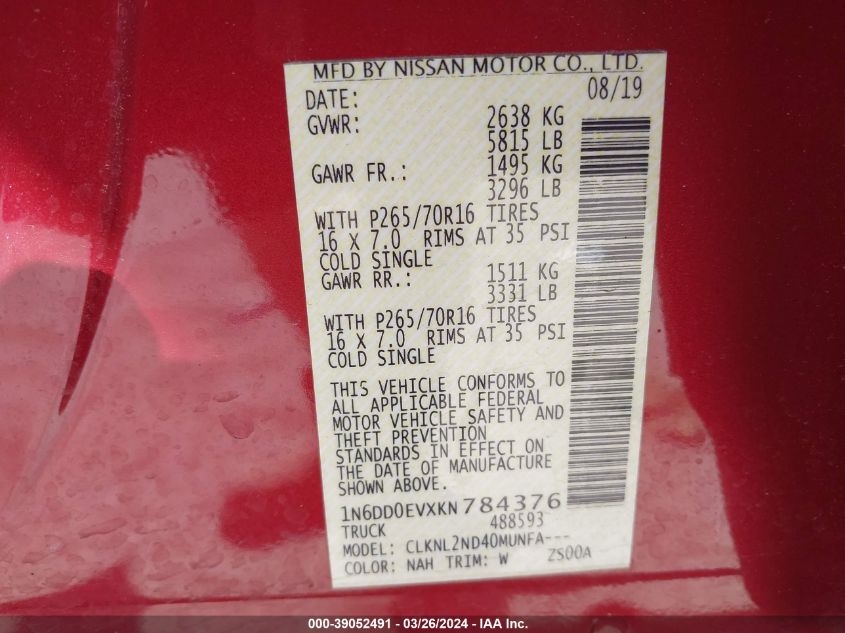 MFD BY NISSAN MOTOR CO., LTD.
DATE: 08/19
GVWR: 2638 KG
5815 LB
GAWR FR.: 1495 KG
3296 LB
WITH P265/70R16 TIRES
16 X 7.0 RIMS AT 35 PSI
COLD SINGLE
GAWR RR.: 1511 KG
3331 LB
WITH P265/70R16 TIRES
16 X 7.0 RIMS AT 35 PSI
COLD SINGLE
THIS VEHICLE CONFORMS TO
ALL APPLICABLE FEDERAL
MOTOR VEHICLE SAFETY AND
THEFT PREVENTION
STANDARDS IN EFFECT ON
THE DATE OF MANUFACTURE
SHOWN ABOVE.
1N6DD0EVXKN784376
TRUCK 488593
MODEL: CLKNL2ND40MUNFA---
COLOR: NAH TRIM: W ZS00A
000-39052491 - 03/26/2024 - IAA Inc.